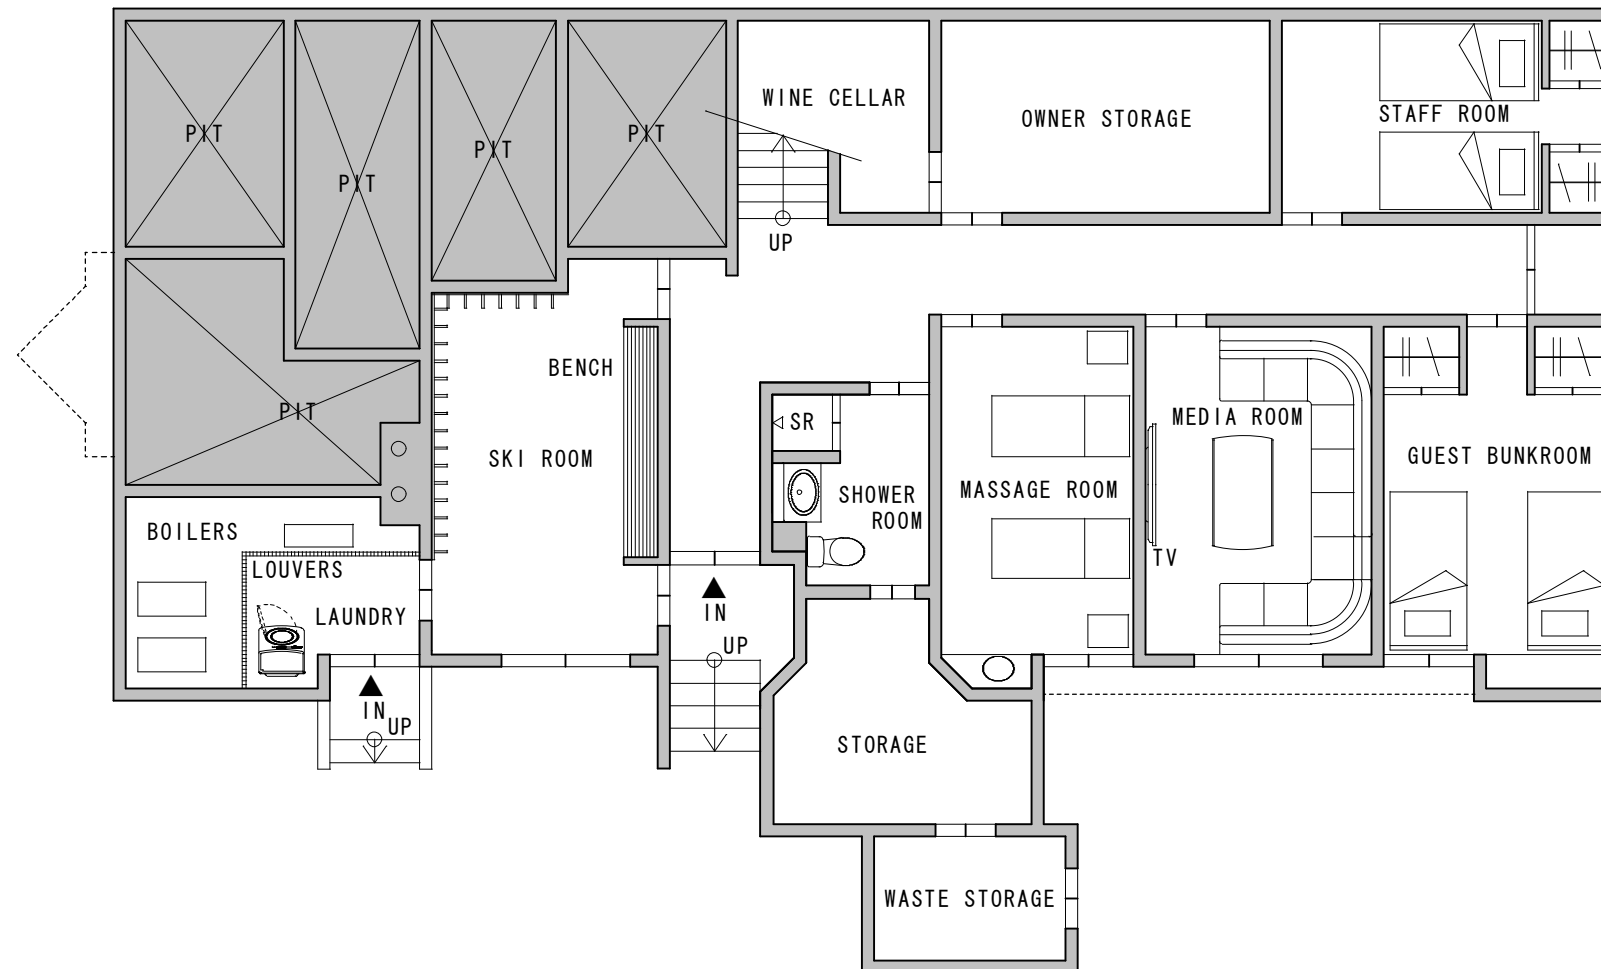 WINE CELLAR
OWNER STORAGE
STAFF ROOM
PIT
PIT
PIT
PIT
UP
BENCH
PIT
SR
MEDIA ROOM
SKI ROOM
GUEST BUNKROOM
SHOWER
ROOM
MASSAGE ROOM
BOILERS
LOUVERS
TV
LAUNDRY
IN
UP
IN
UP
STORAGE
WASTE STORAGE